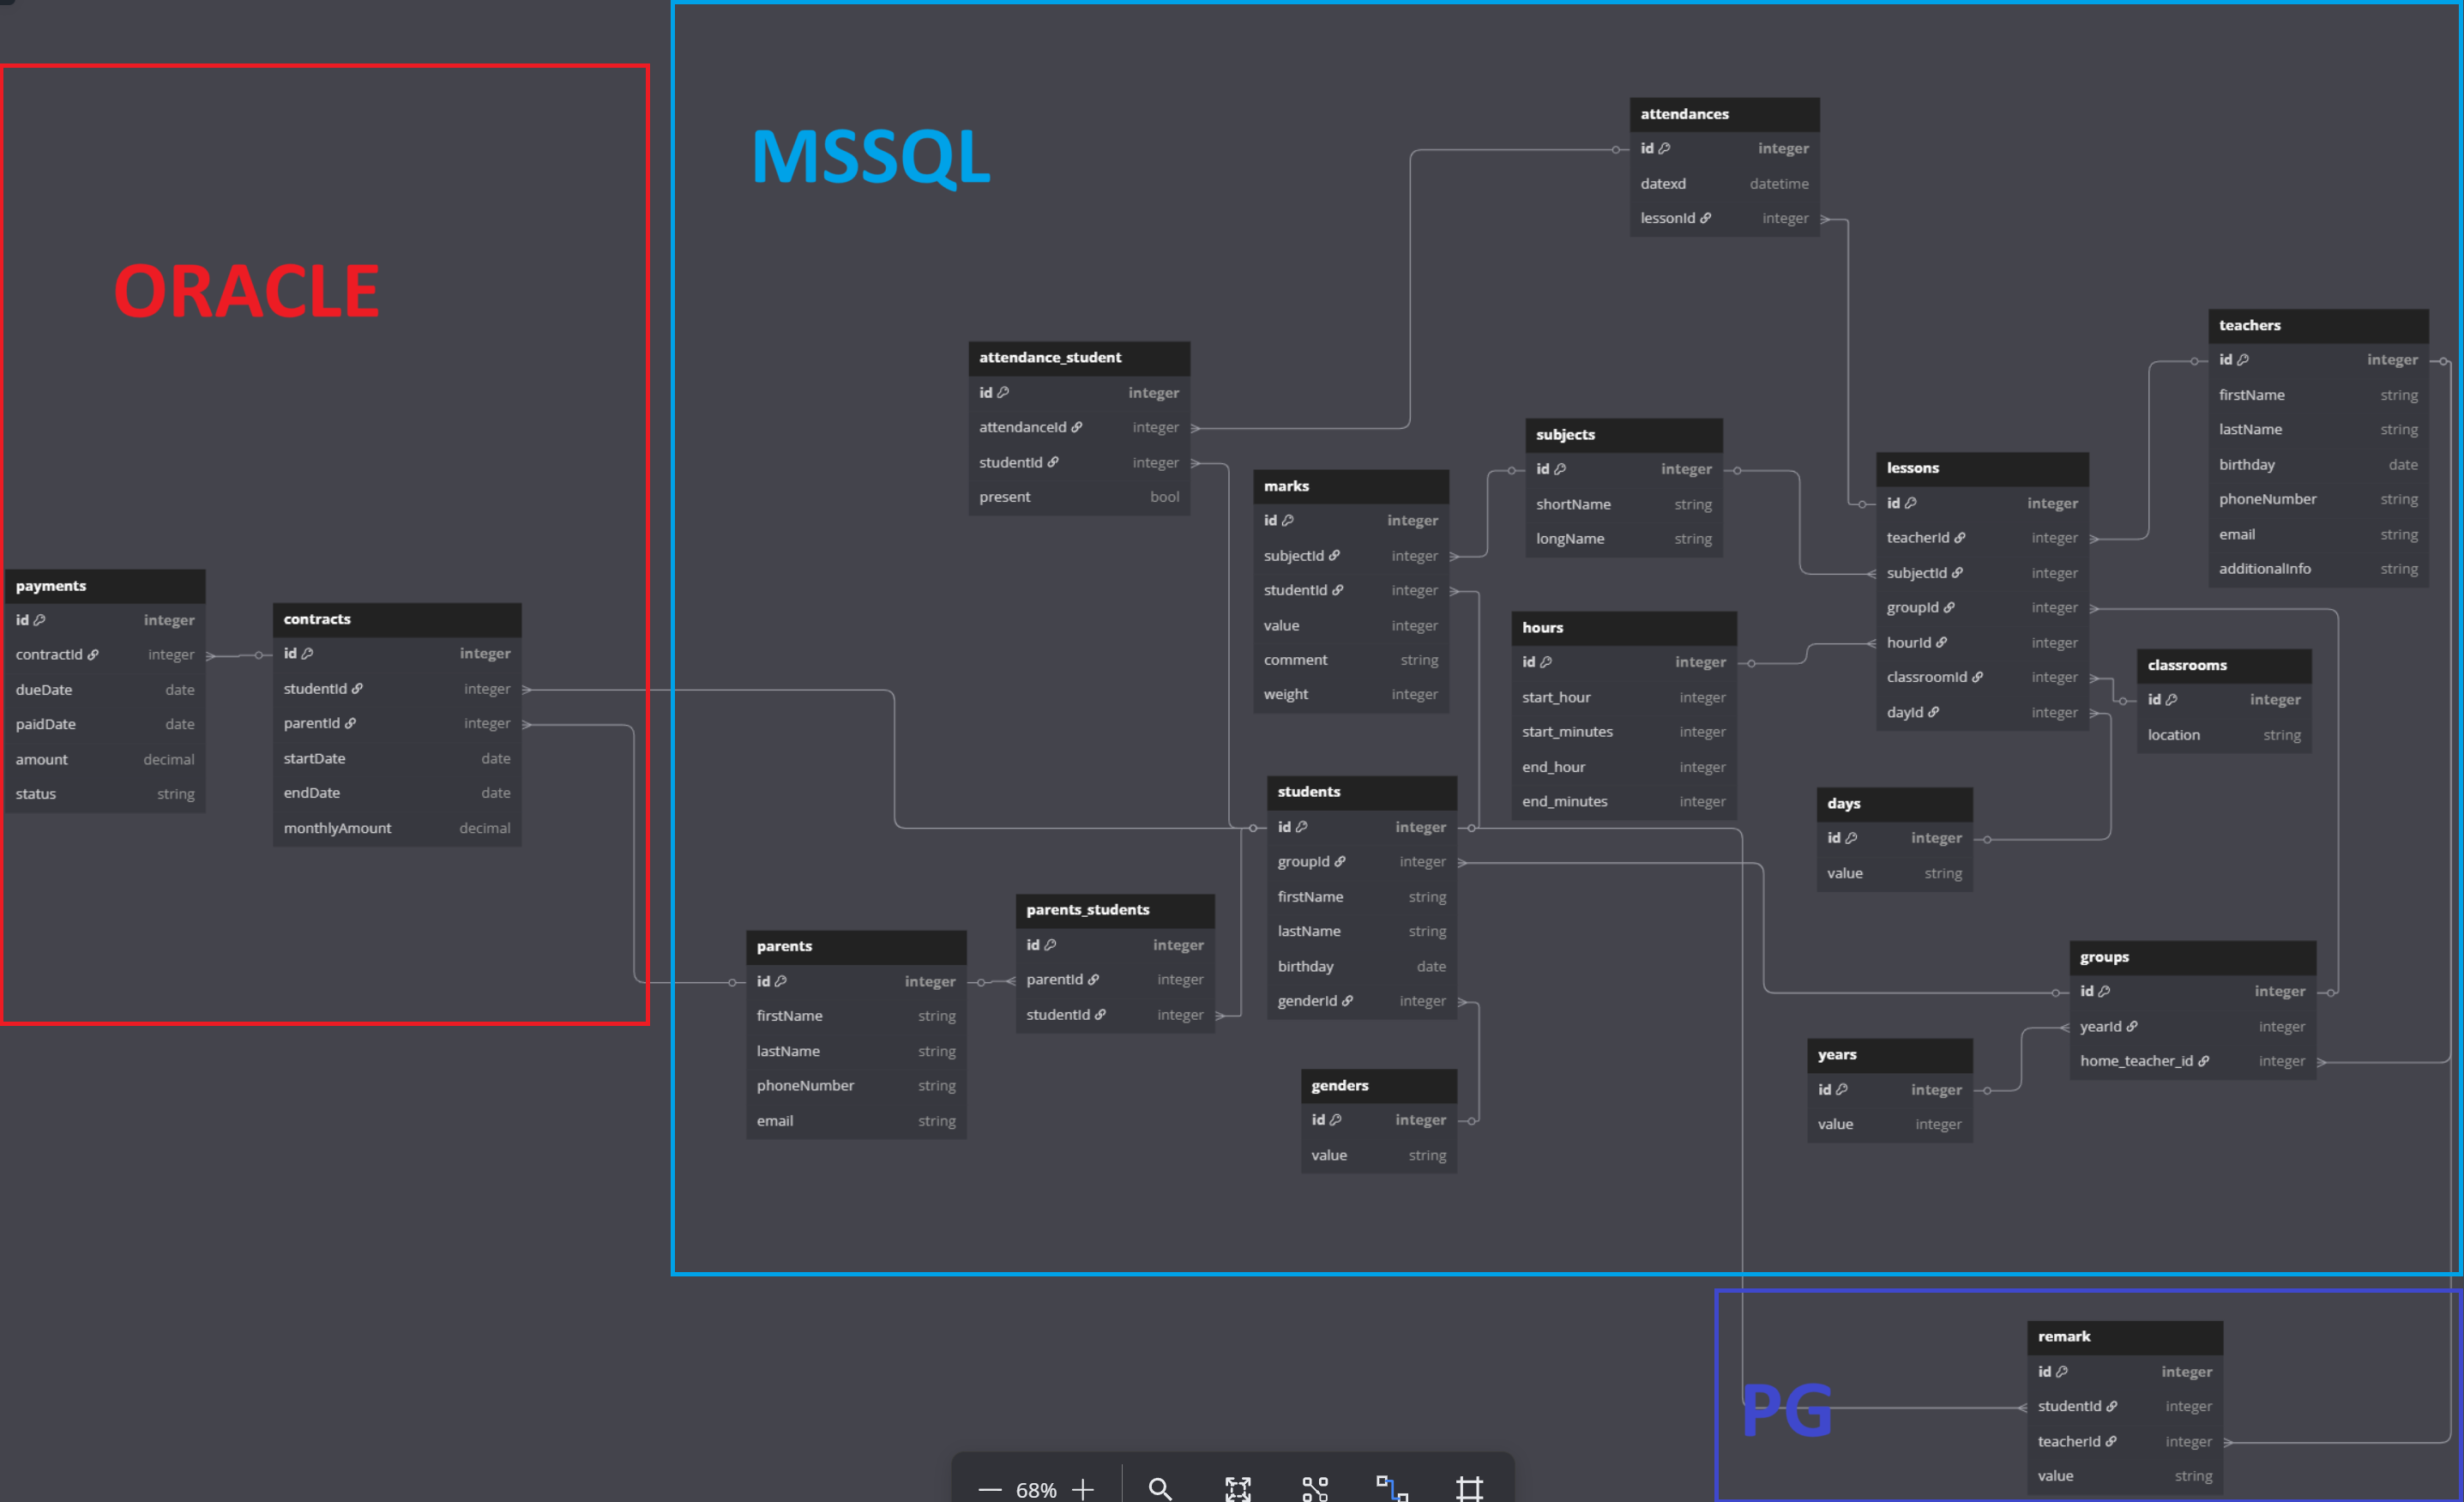 ORACLE
MSSQL
attendances
id integer
datexd datetime
lessonId integer
teachers
id integer
firstName string
lastName string
birthday date
phoneNumber string
email string
additionalInfo string
attendance_student
id integer
attendanceId integer
studentId integer
present bool
subjects
id integer
shortName string
longName string
lessons
id integer
teacherId integer
subjectId integer
groupId integer
hourId integer
classroomId integer
dayId integer
marks
id integer
subjectId integer
studentId integer
value integer
comment string
weight integer
payments
id integer
contractId integer
dueDate date
paidDate date
amount decimal
status string
contracts
id integer
studentId integer
parentId integer
startDate date
endDate date
monthlyAmount decimal
hours
id integer
start_hour integer
start_minutes integer
end_hour integer
end_minutes integer
classrooms
id integer
location string
students
id integer
groupId integer
firstName string
lastName string
birthday date
genderId integer
days
id integer
value string
parents_students
id integer
parentId integer
studentId integer
parents
id integer
firstName string
lastName string
phoneNumber string
email string
groups
id integer
yearId integer
home_teacher_id integer
years
id integer
value integer
genders
id integer
value string
PG
remark
id integer
studentId integer
teacherId integer
value string
68%